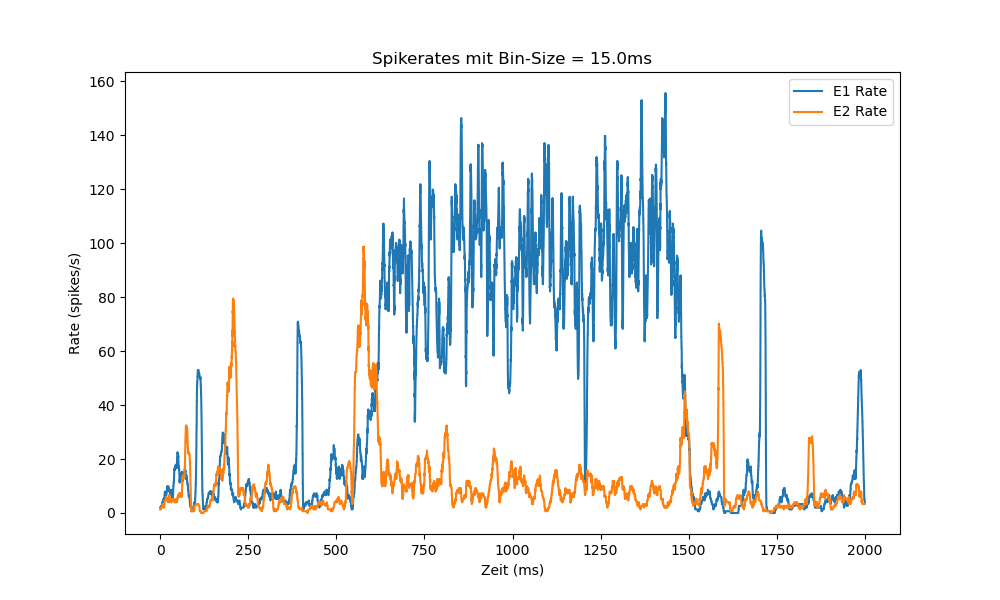 Spikerates mit Bin-Size = 15.0ms
E1 Rate
E2 Rate
Rate (spikes/s)
160
140
120
100
80
60
40
20
0
0 250 500 750 1000 1250 1500 1750 2000
Zeit (ms)